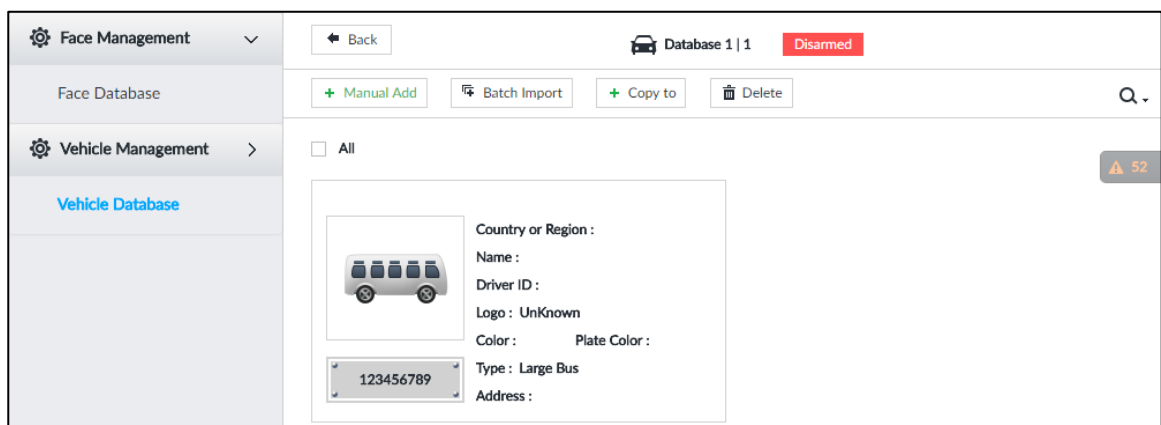 Face Management
Face Database
Vehicle Management
Vehicle Database
Back
Database 1 | 1
Disarmed
Manual Add
Batch Import
Copy to
Delete
All
52
Country or Region :
Name :
Driver ID :
Logo : UnKnown
Color : Plate Color :
123456789
Type : Large Bus
Address :